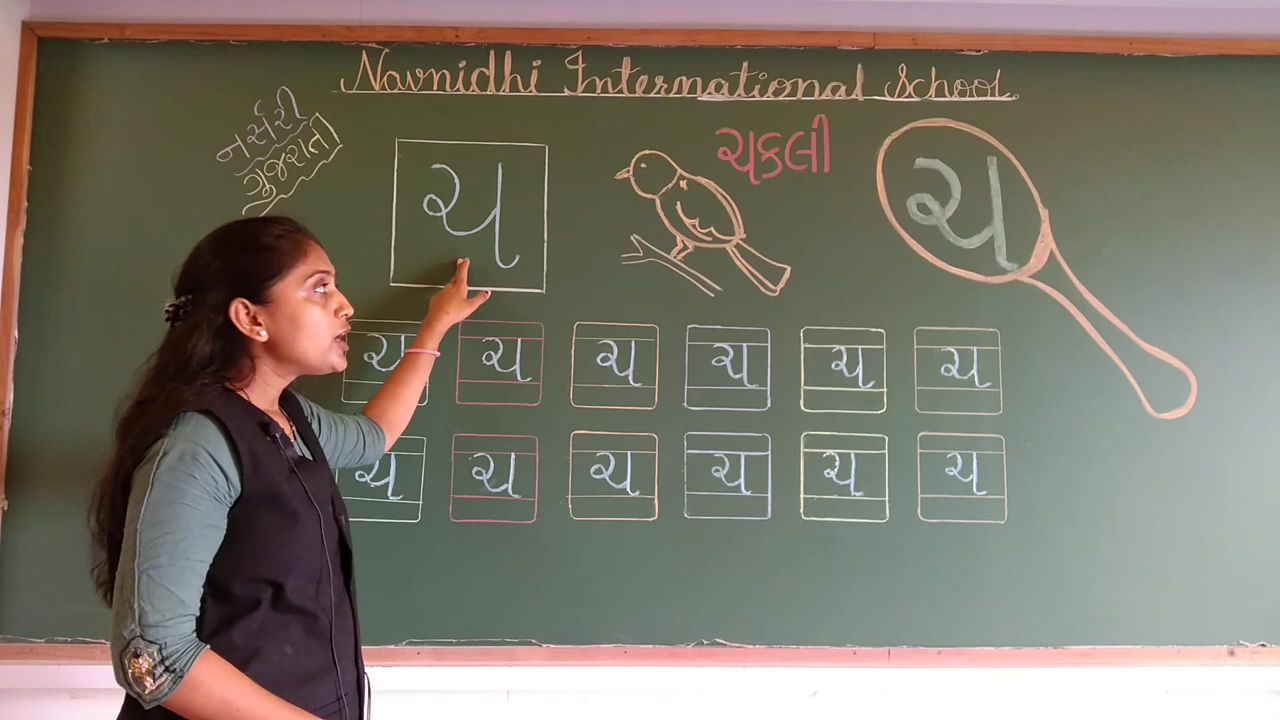 Navnidhi International School
નર્સરી
ગુજરાતી
ચ
ચકલી
ચ
ચ ચ ચ ચ ચ ચ
ચ ચ ચ ચ ચ ચ